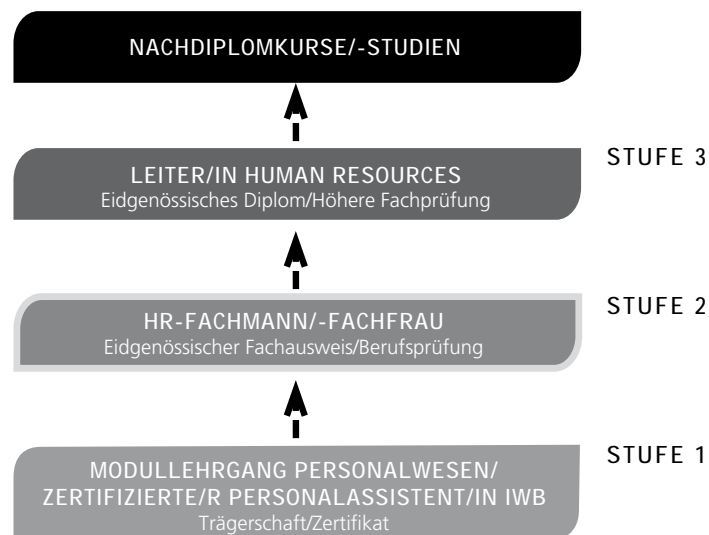 NACHDIPLOMKURSE/-STUDIEN
STUFE 3
LEITER/IN HUMAN RESOURCES
Eidgenössisches Diplom/Höhere Fachprüfung
STUFE 2
HR-FACHMANN/-FACHFRAU
Eidgenössischer Fachausweis/Berufsprüfung
STUFE 1
MODULLEHRGANG PERSONALWESEN/
ZERTIFIZIERTE/R PERSONALASSISTENT/IN IWB
Trägerschaft/Zertifikat